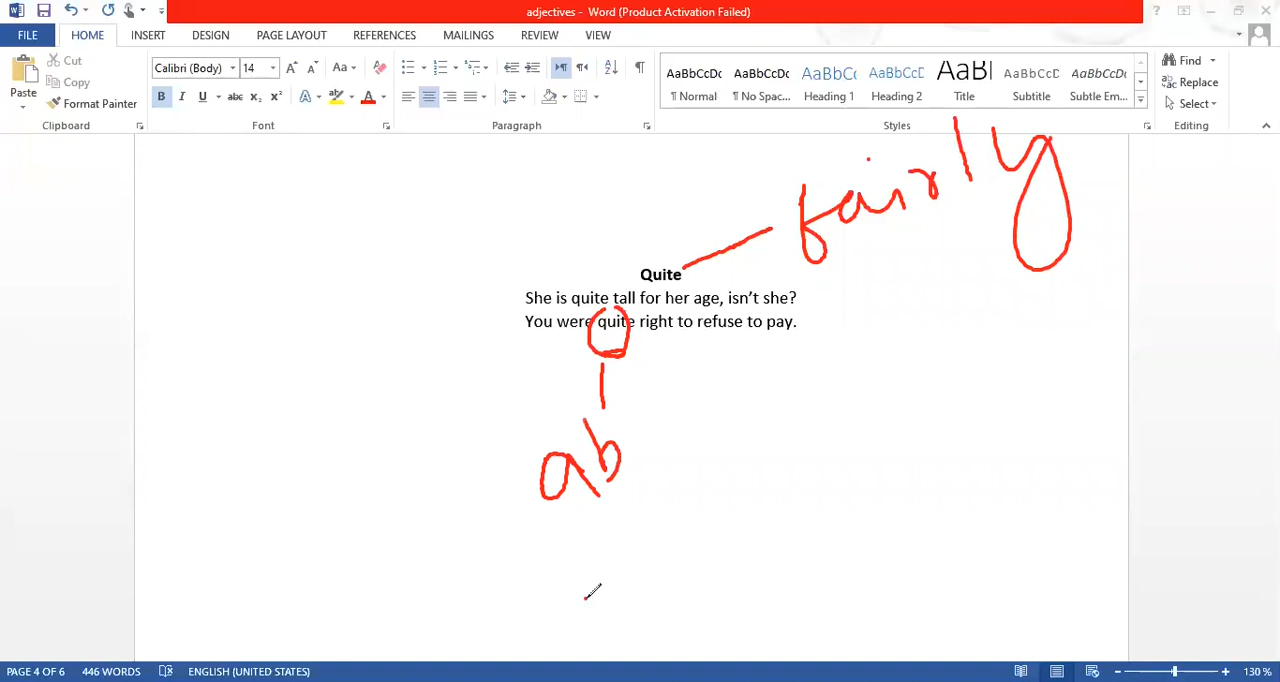 adjectives - Word (Product Activation Failed)
FILE HOME INSERT DESIGN PAGE LAYOUT REFERENCES MAILINGS REVIEW VIEW
Cut
Copy
Paste
Format Painter
Calibri (Body) 14
AaBbCcDc AaBbCcDc AaBbCc AaBbCcD AaBl AaBbCcD AaBbCcDc
¶ Normal ¶ No Spac... Heading 1 Heading 2 Title Subtitle Subtle Em...
Find
Replace
Select
Clipboard Font Paragraph Styles Editing
fairly
Quite
She is quite tall for her age, isn’t she?
You were quite right to refuse to pay.
ab
PAGE 4 OF 6 446 WORDS ENGLISH (UNITED STATES) 130 %